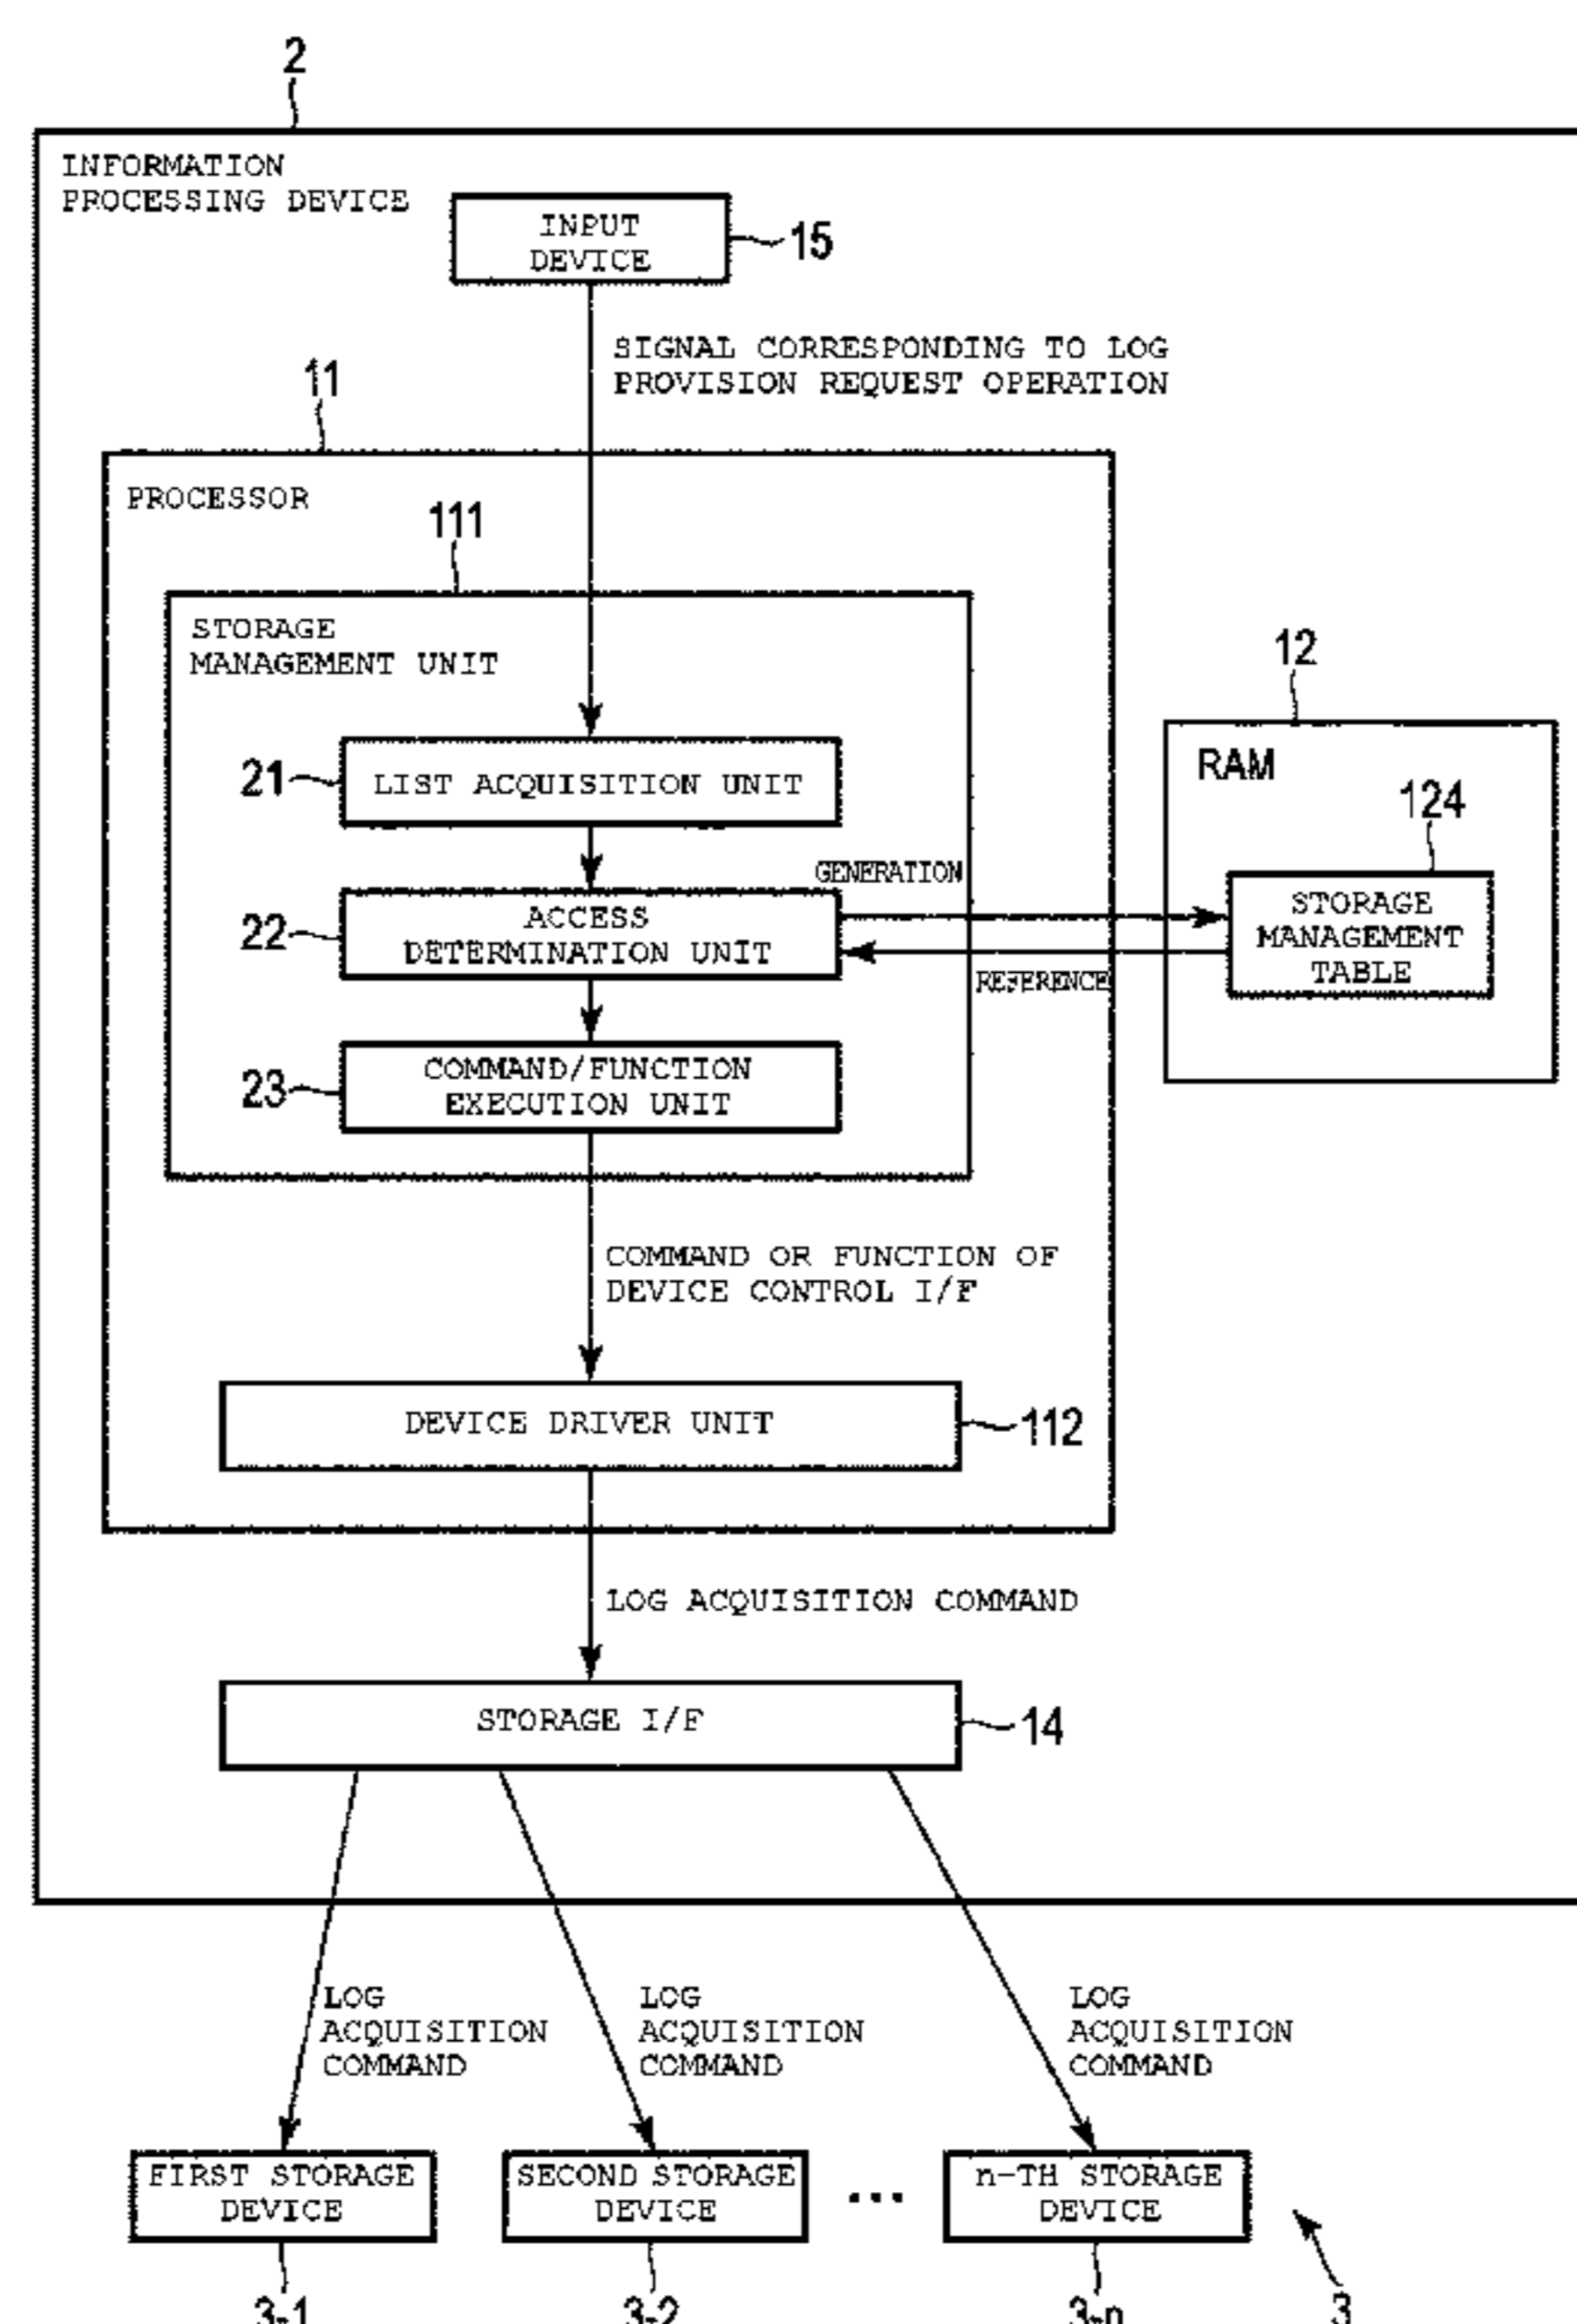 2
INFORMATION
PROCESSING DEVICE
INPUT
DEVICE
15
SIGNAL CORRESPONDING TO LOG
PROVISION REQUEST OPERATION
11
PROCESSOR
111
STORAGE
MANAGEMENT UNIT
12
RAM
21
LIST ACQUISITION UNIT
124
GENERATION
22
ACCESS
DETERMINATION UNIT
STORAGE
MANAGEMENT
TABLE
REFERENCE
23
COMMAND/FUNCTION
EXECUTION UNIT
COMMAND OR FUNCTION OF
DEVICE CONTROL I/F
DEVICE DRIVER UNIT
112
LOG ACQUISITION COMMAND
STORAGE I/F
14
LOG
ACQUISITION
COMMAND
LOG
ACQUISITION
COMMAND
LOG
ACQUISITION
COMMAND
FIRST STORAGE
DEVICE
SECOND STORAGE
DEVICE
...
n-TH STORAGE
DEVICE
3-1
3-2
3-n
3